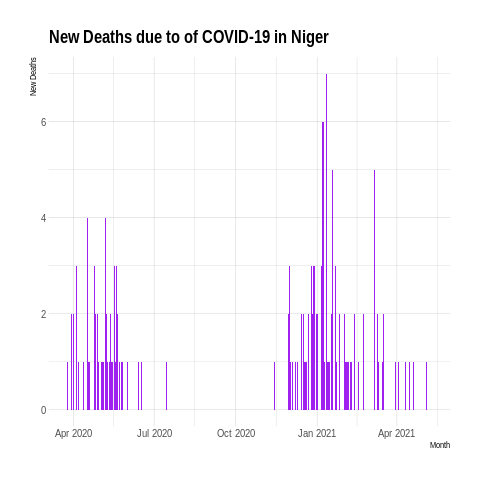 New Deaths due to of COVID-19 in Niger
New Deaths
6
4
2
0
Apr 2020 Jul 2020 Oct 2020 Jan 2021 Apr 2021
Month